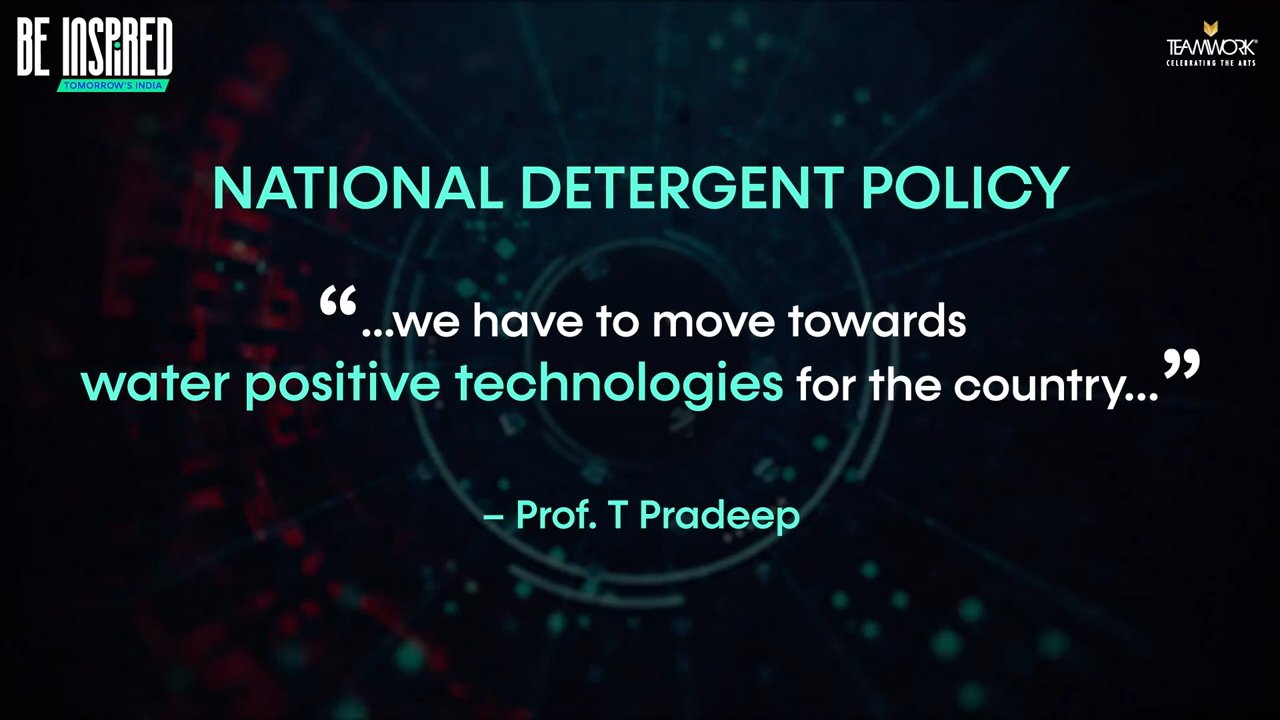 BE INSPIRED
TOMORROW'S INDIA
TEAMWORK®
CELEBRATING THE ARTS
NATIONAL DETERGENT POLICY
“...we have to move towards
water positive technologies for the country...”
– Prof. T Pradeep